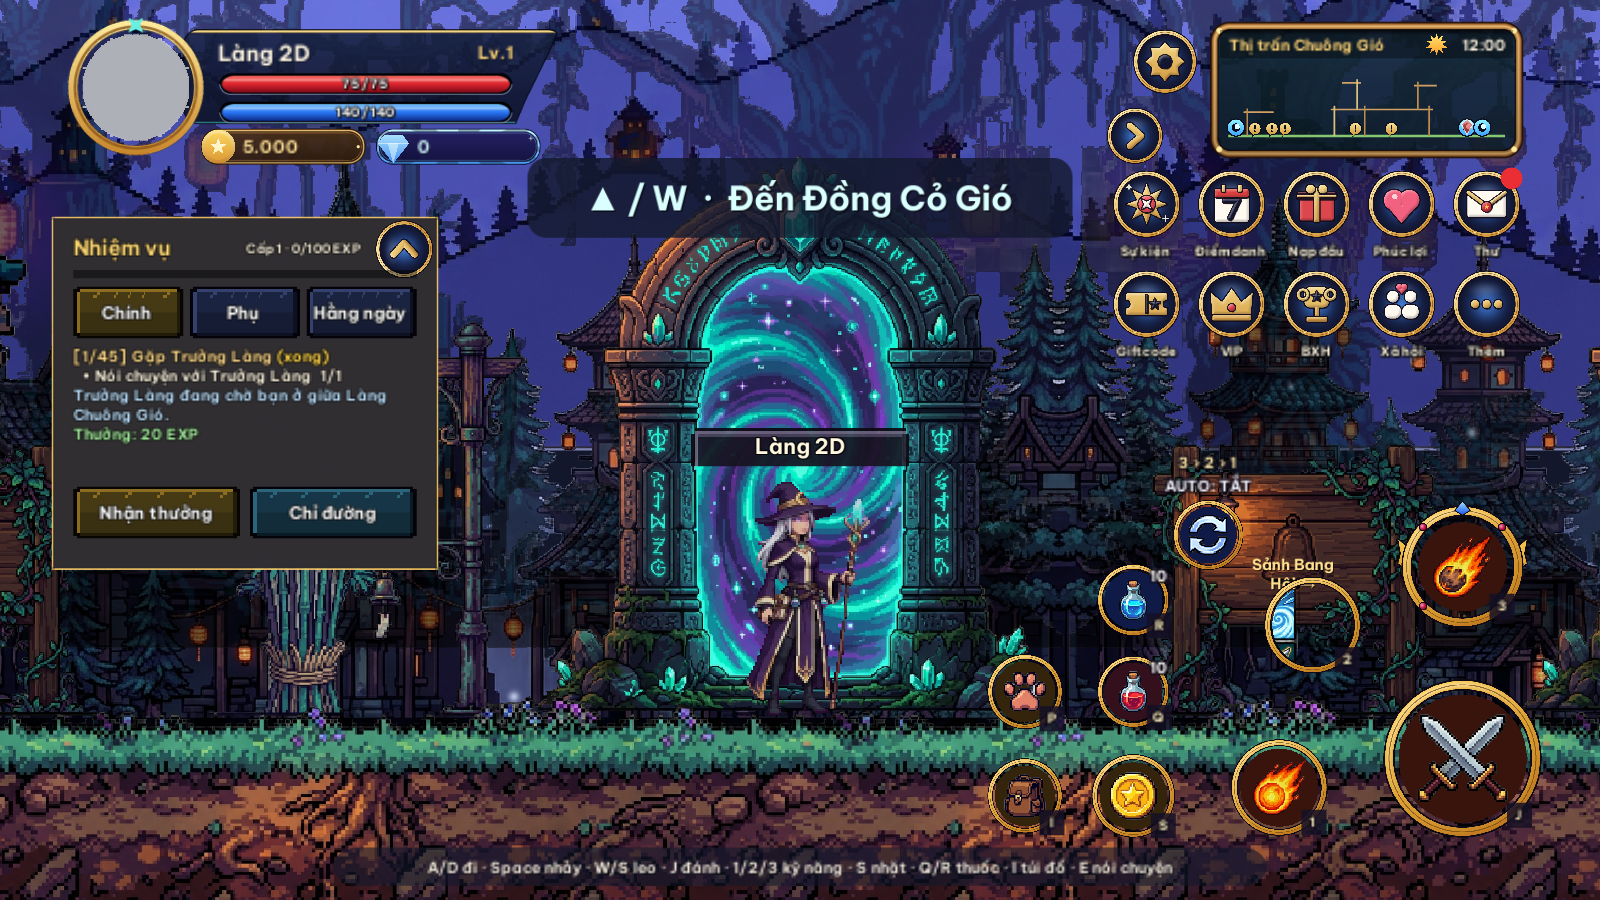 Làng 2D
Lv.1
75/75
140/140
5.000
0
Thị trấn Chuông Gió
12:00
▲ / W · Đến Đồng Cỏ Gió
7
Sự kiện
Điểm danh
Nạp đầu
Phúc lợi
Thư
Giftcode
VIP
BXH
Xã hội
Thêm
Nhiệm vụ
Cấp 1 · 0/100 EXP
Chính
Phụ
Hằng ngày
[1/45] Gặp Trưởng Làng (xong)
• Nói chuyện với Trưởng Làng 1/1
Trưởng Làng đang chờ bạn ở giữa Làng
Chuông Gió.
Thưởng: 20 EXP
Nhận thưởng
Chỉ đường
Làng 2D
3 › 2 › 1
AUTO: TẮT
Sảnh Bang
10
R
3
2
10
Q
P
I
S
1
J
A/D đi · Space nhảy · W/S leo · J đánh · 1/2/3 kỹ năng · S nhặt · Q/R thuốc · I túi đồ · E nói chuyện